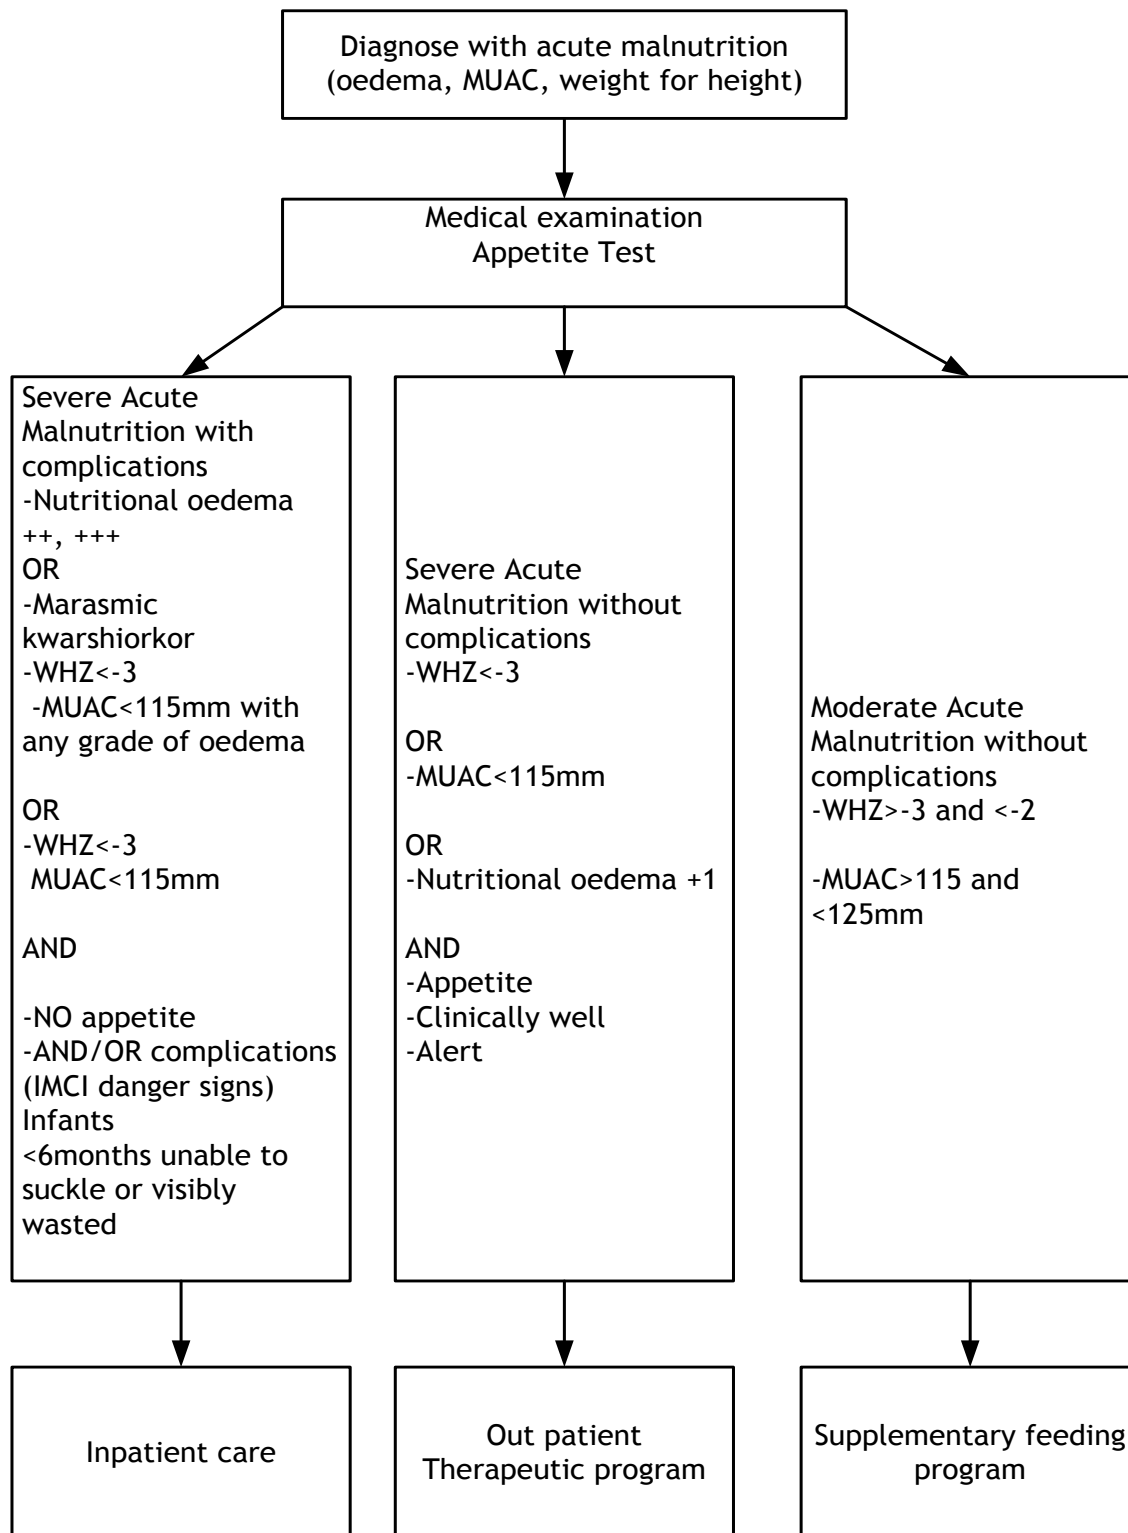 Diagnose with acute malnutrition
(oedema, MUAC, weight for height)
Medical examination
Appetite Test
Severe Acute
Malnutrition with
complications
-Nutritional oedema
++, +++
OR
-Marasmic
kwarshiorkor
-WHZ<-3
-MUAC<115mm with
any grade of oedema
OR
-WHZ<-3
MUAC<115mm
AND
-NO appetite
-AND/OR complications
(IMCI danger signs)
Infants
<6months unable to
suckle or visibly
wasted
Severe Acute
Malnutrition without
complications
-WHZ<-3
OR
-MUAC<115mm
OR
-Nutritional oedema +1
AND
-Appetite
-Clinically well
-Alert
Moderate Acute
Malnutrition without
complications
-WHZ>-3 and <-2
-MUAC>115 and
<125mm
Inpatient care
Out patient
Therapeutic program
Supplementary feeding
program